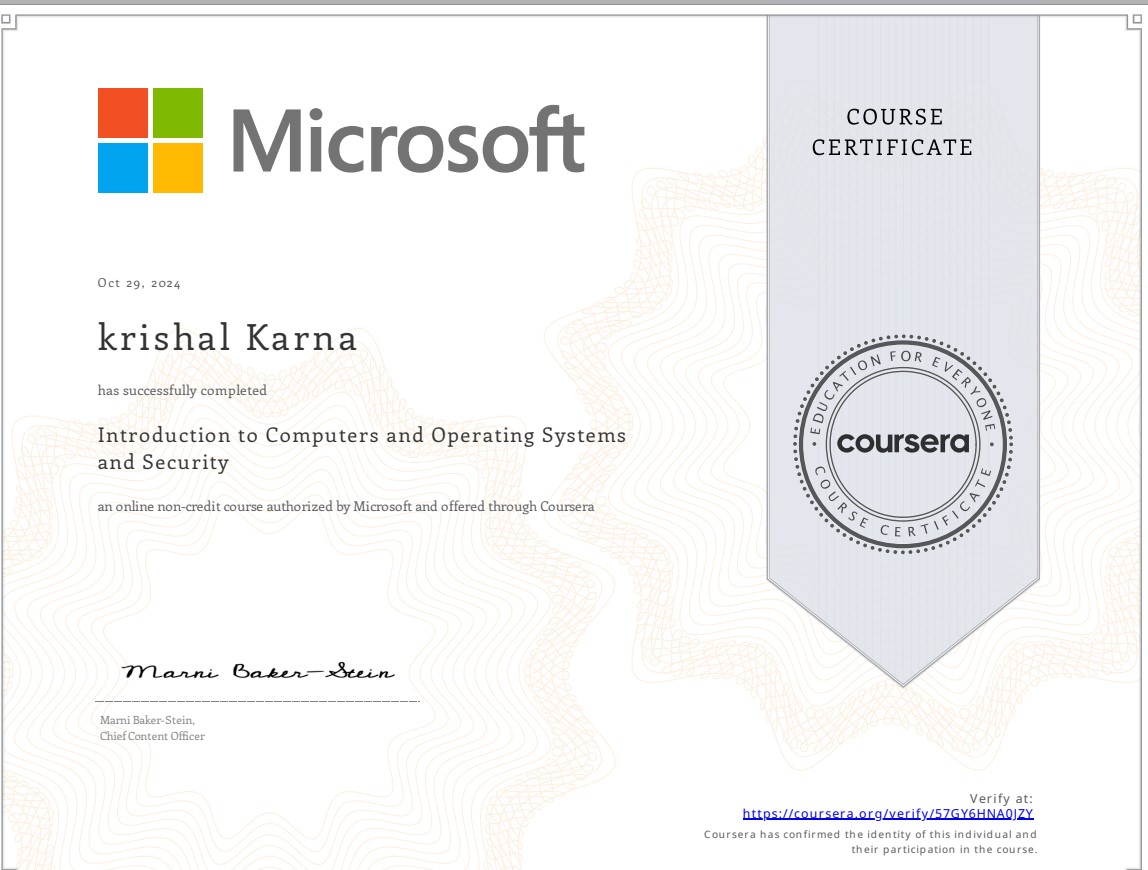 Microsoft
COURSE
CERTIFICATE
Oct 29, 2024
krishal Karna
has successfully completed
Introduction to Computers and Operating Systems
and Security
an online non-credit course authorized by Microsoft and offered through Coursera
EDUCATION FOR EVERYONE
coursera
COURSE CERTIFICATE
Marni Baker-Stein
Marni Baker-Stein,
Chief Content Officer
Verify at:
https://coursera.org/verify/57GY6HNA0JZY
Coursera has confirmed the identity of this individual and
their participation in the course.